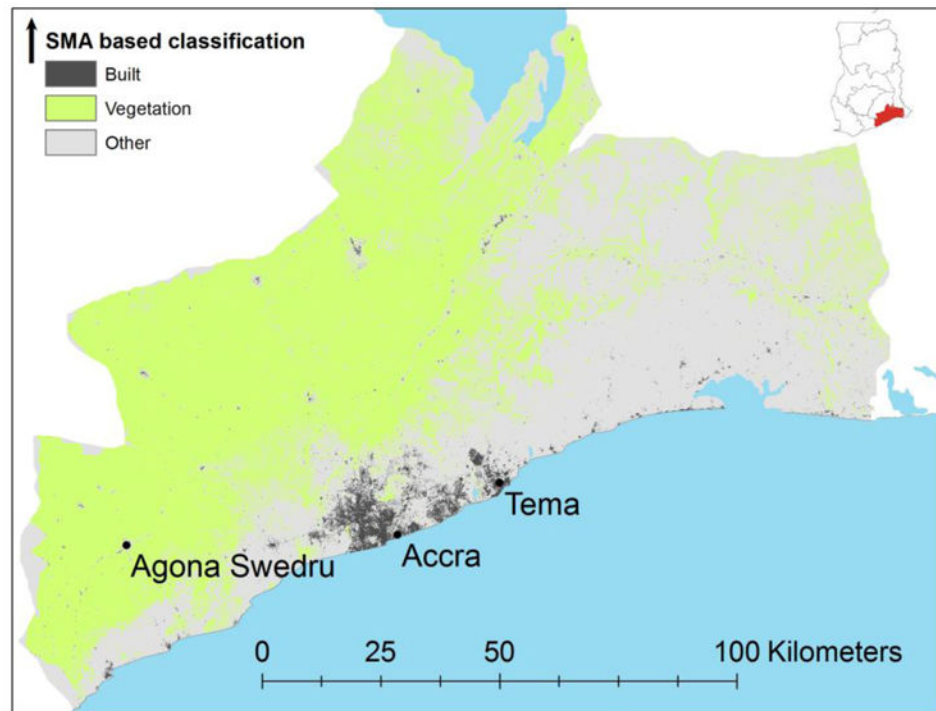 SMA based classification
Built
Vegetation
Other
Tema
Accra
Agona Swedru
0 25 50 100 Kilometers